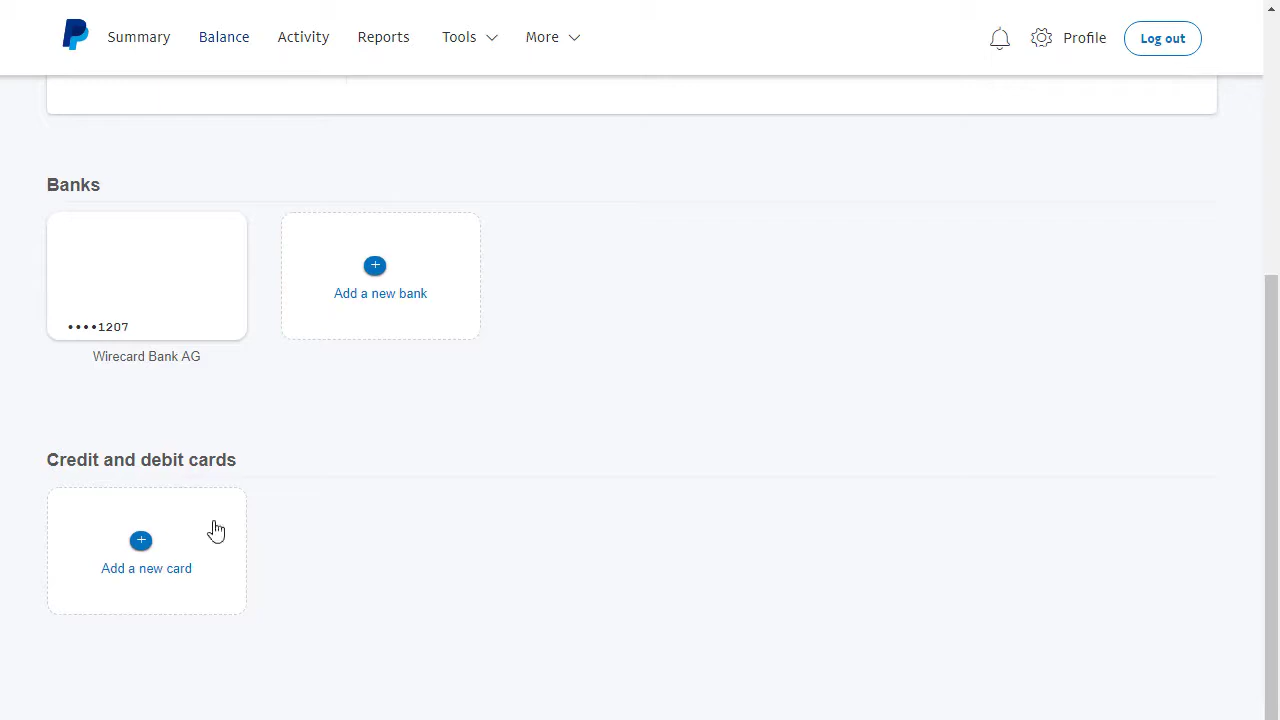 Summary Balance Activity Reports Tools More Profile Log out
Banks
Add a new bank
••••1207
Wirecard Bank AG
Credit and debit cards
Add a new card